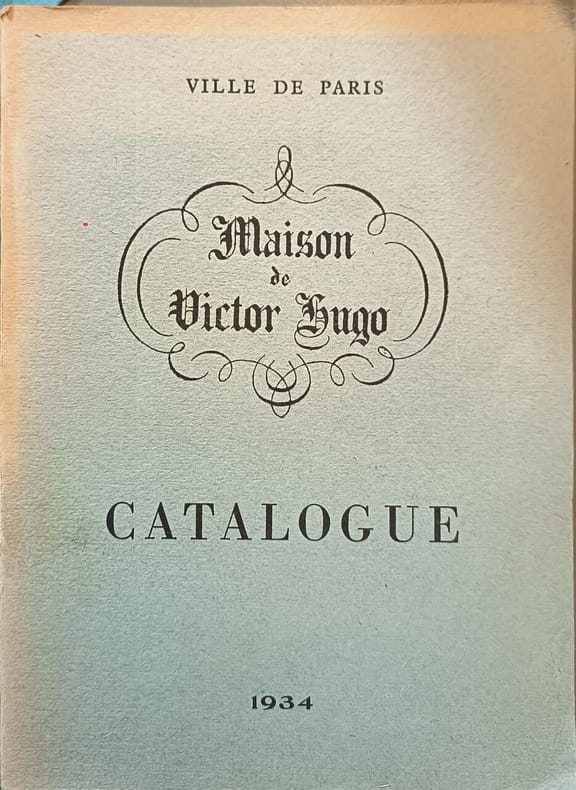 VILLE DE PARIS
Maison
de
Victor Hugo
CATALOGUE
1934